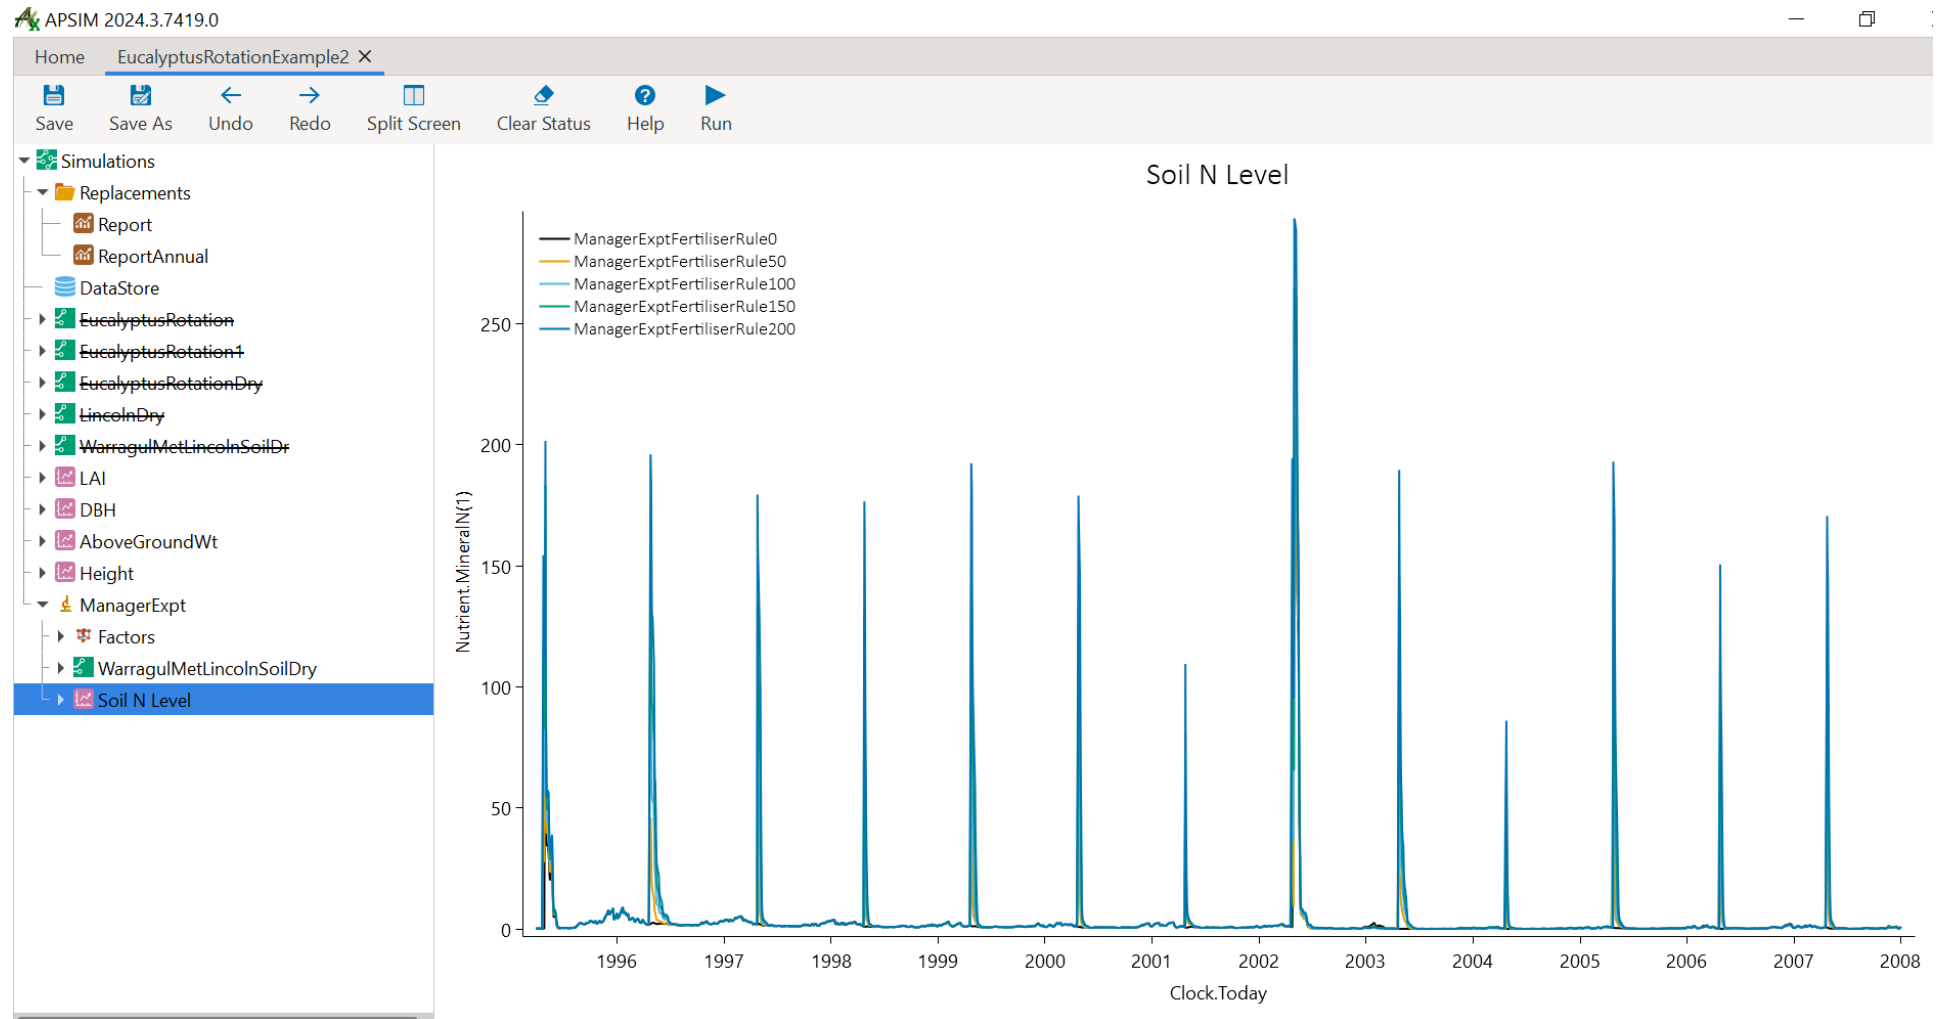 APSIM 2024.3.7419.0
Home EucalyptusRotationExample2
Save Save As Undo Redo Split Screen Clear Status Help Run
Simulations
Replacements
Report
ReportAnnual
DataStore
EucalyptusRotation
EucalyptusRotation1
EucalyptusRotationDry
LincolnDry
WarragulMetLincolnSoilDr
LAI
DBH
AboveGroundWt
Height
ManagerExpt
Factors
WarragulMetLincolnSoilDry
Soil N Level
Soil N Level
ManagerExptFertiliserRule0
ManagerExptFertiliserRule50
ManagerExptFertiliserRule100
ManagerExptFertiliserRule150
ManagerExptFertiliserRule200
Nutrient.MineralN(1)
250
200
150
100
50
0
1996 1997 1998 1999 2000 2001 2002 2003 2004 2005 2006 2007 2008
Clock.Today